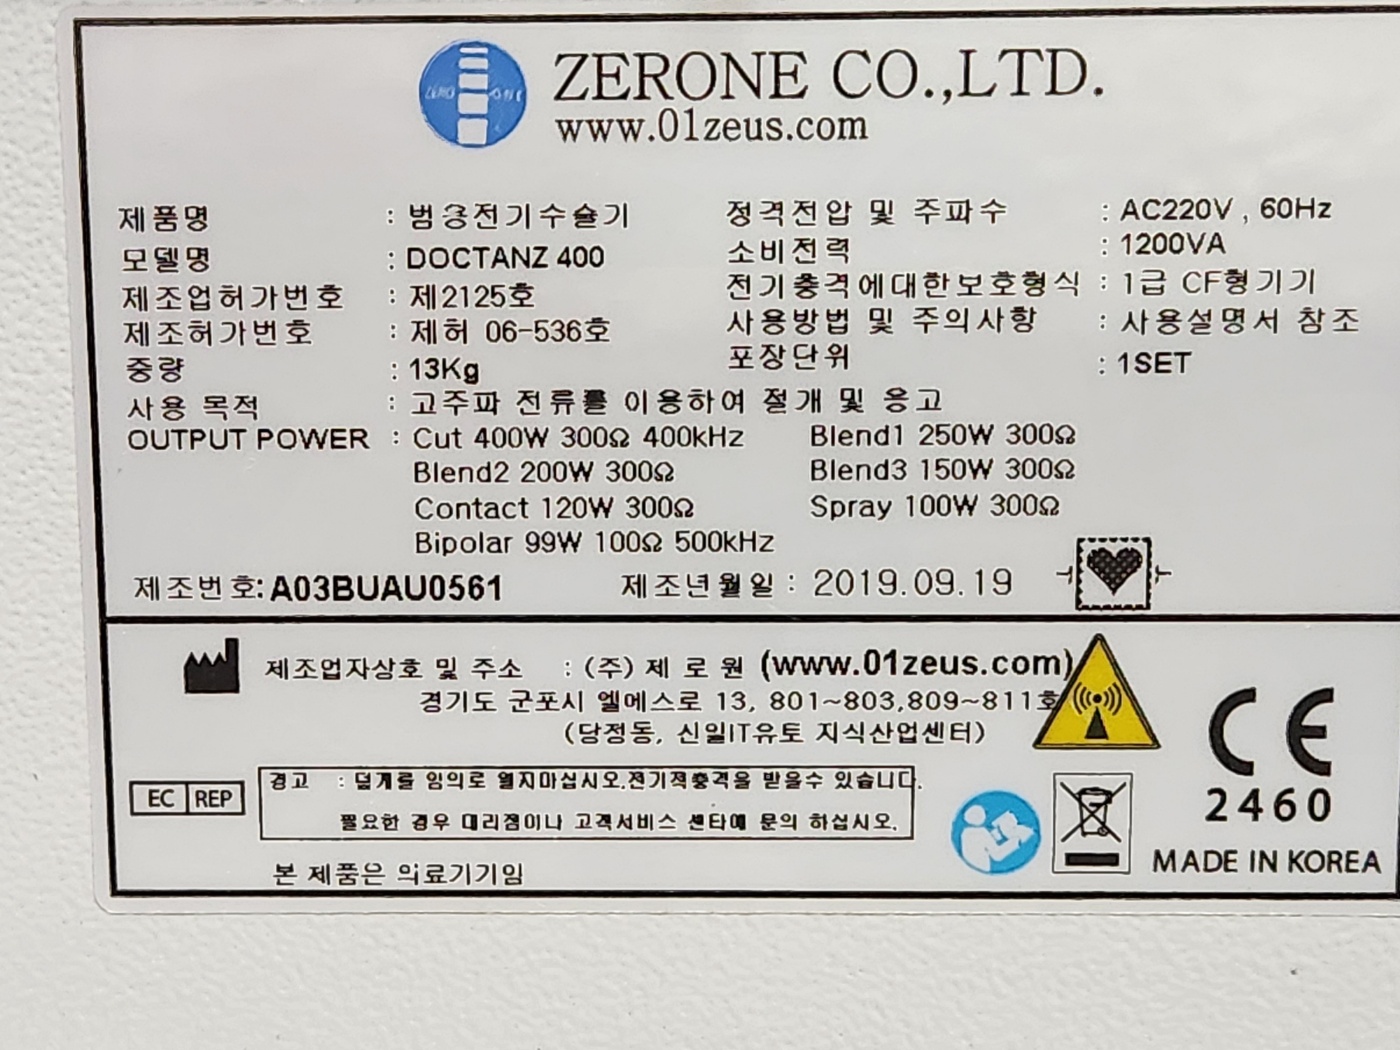 ZERONE CO.,LTD.
www.01zeus.com
제품명 : 범용전기수술기
모델명 : DOCTANZ 400
제조업허가번호 : 제2125호
제조허가번호 : 제허 06-536호
중량 : 13Kg
사용 목적 : 고주파 전류를 이용하여 절개 및 응고
정격전압 및 주파수 : AC220V , 60Hz
소비전력 : 1200VA
전기충격에대한보호형식 : 1급 CF형기기
사용방법 및 주의사항 : 사용설명서 참조
포장단위 : 1SET
OUTPUT POWER : Cut 400W 300Ω 400kHz Blend1 250W 300Ω
Blend2 200W 300Ω Blend3 150W 300Ω
Contact 120W 300Ω Spray 100W 300Ω
Bipolar 99W 100Ω 500kHz
제조번호: A03BUAU0561 제조년월일 : 2019.09.19
제조업자상호 및 주소 : (주) 제 로 원 (www.01zeus.com)
경기도 군포시 엘에스로 13, 801~803,809~811호
(당정동, 신일IT유토 지식산업센터)
EC REP
경고 : 덮개를 임의로 열지마십시오.전기적충격을 받을수 있습니다.
필요한 경우 대리점이나 고객서비스 센타에 문의 하십시오.
본 제품은 의료기기임
CE
2460
MADE IN KOREA